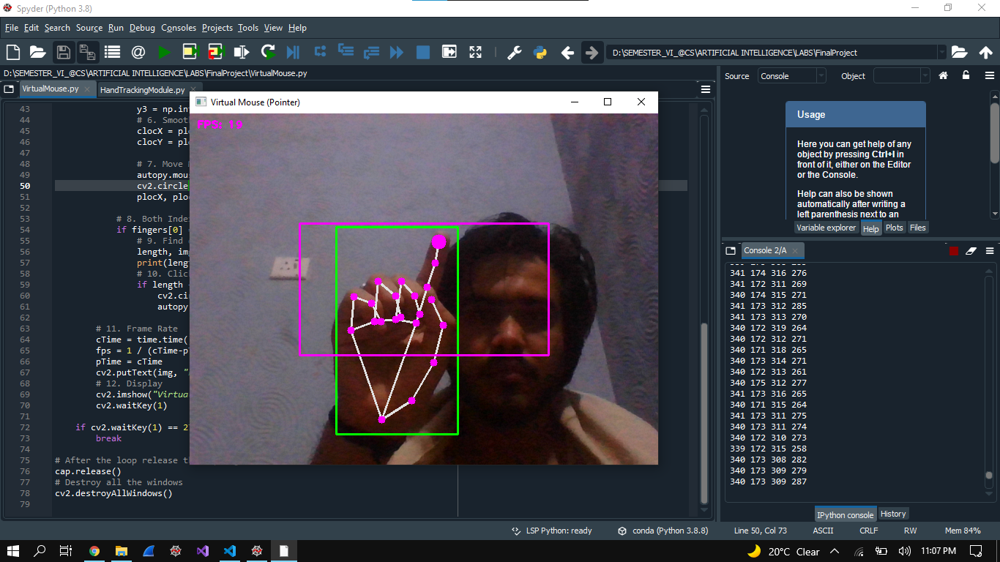 Spyder (Python 3.8)
File Edit Search Source Run Debug Consoles Projects Tools View Help
D:\SEMESTER_VI_@CS\ARTIFICIAL INTELLIGENCE\LABS\FinalProject
D:\SEMESTER_VI_@CS\ARTIFICIAL INTELLIGENCE\LABS\FinalProject\VirtualMouse.py
VirtualMouse.py HandTrackingModule.py
43 y3 = np.in
44 # 6. Smoot
45 clocX = plo
46 clocY = plo
47
48 # 7. Move
49 autopy.mou
50 cv2.circle
51 plocX, ploc
52
53 # 8. Both Inde
54 if fingers[0] =
55 # 9. Find
56 length, im
57 print(leng
58 # 10. Clic
59 if length
60 cv2.ci
61 autopy
62
63 # 11. Frame Rate
64 cTime = time.time(
65 fps = 1 / (cTime-p
66 pTime = cTime
67 cv2.putText(img, "
68 # 12. Display
69 cv2.imshow("Virtua
70 cv2.waitKey(1)
71
72 if cv2.waitKey(1) == 2
73 break
74
75 # After the loop release t
76 cap.release()
77 # Destroy all the windows
78 cv2.destroyAllWindows()
79
Virtual Mouse (Pointer)
FPS: 19
Source Console Object
Usage
Here you can get help of any
object by pressing Ctrl+I in
front of it, either on the Editor
or the Console.
Help can also be shown
automatically after writing a
left parenthesis next to an
Variable explorer Help Plots Files
Console 2/A
341 174 316 276
341 172 311 269
340 174 315 271
341 173 312 285
341 173 313 270
340 172 319 264
340 172 312 271
340 171 318 265
340 173 314 271
340 172 313 261
340 175 312 277
341 173 316 265
340 171 315 264
341 173 311 275
340 173 311 274
340 172 310 273
339 172 315 258
340 173 308 282
340 173 309 279
340 173 309 287
IPython console History
LSP Python: ready conda (Python 3.8.8) Line 50, Col 73 ASCII CRLF RW Mem 84%
20°C Clear 11:07 PM